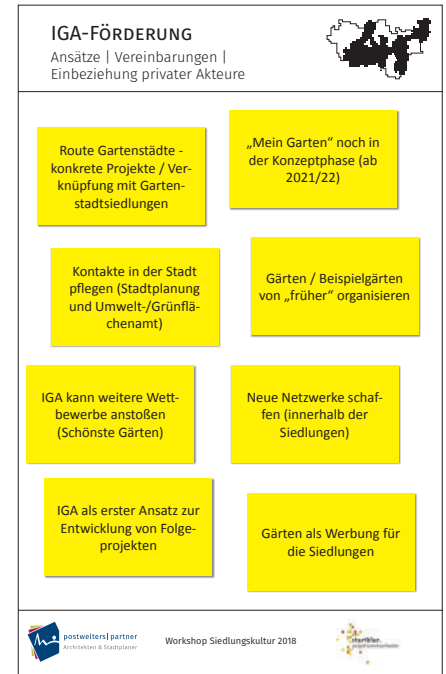 IGA-Förderung
Ansätze | Vereinbarungen |
Einbeziehung privater Akteure
Route Gartenstädte -
konkrete Projekte / Ver-
knüpfung mit Garten-
stadtsiedlungen
„Mein Garten“ noch in
der Konzeptphase (ab
2021/22)
Kontakte in der Stadt
pflegen (Stadtplanung
und Umwelt-/Grünflä-
chenamt)
Gärten / Beispielgärten
von „früher“ organisieren
IGA kann weitere Wett-
bewerbe anstoßen
(Schönste Gärten)
Neue Netzwerke schaf-
fen (innerhalb der
Siedlungen)
IGA als erster Ansatz zur
Entwicklung von Folge-
projekten
Gärten als Werbung für
die Siedlungen
postwelters| partner
Architekten & Stadtplaner
Workshop Siedlungskultur 2018
startklar.